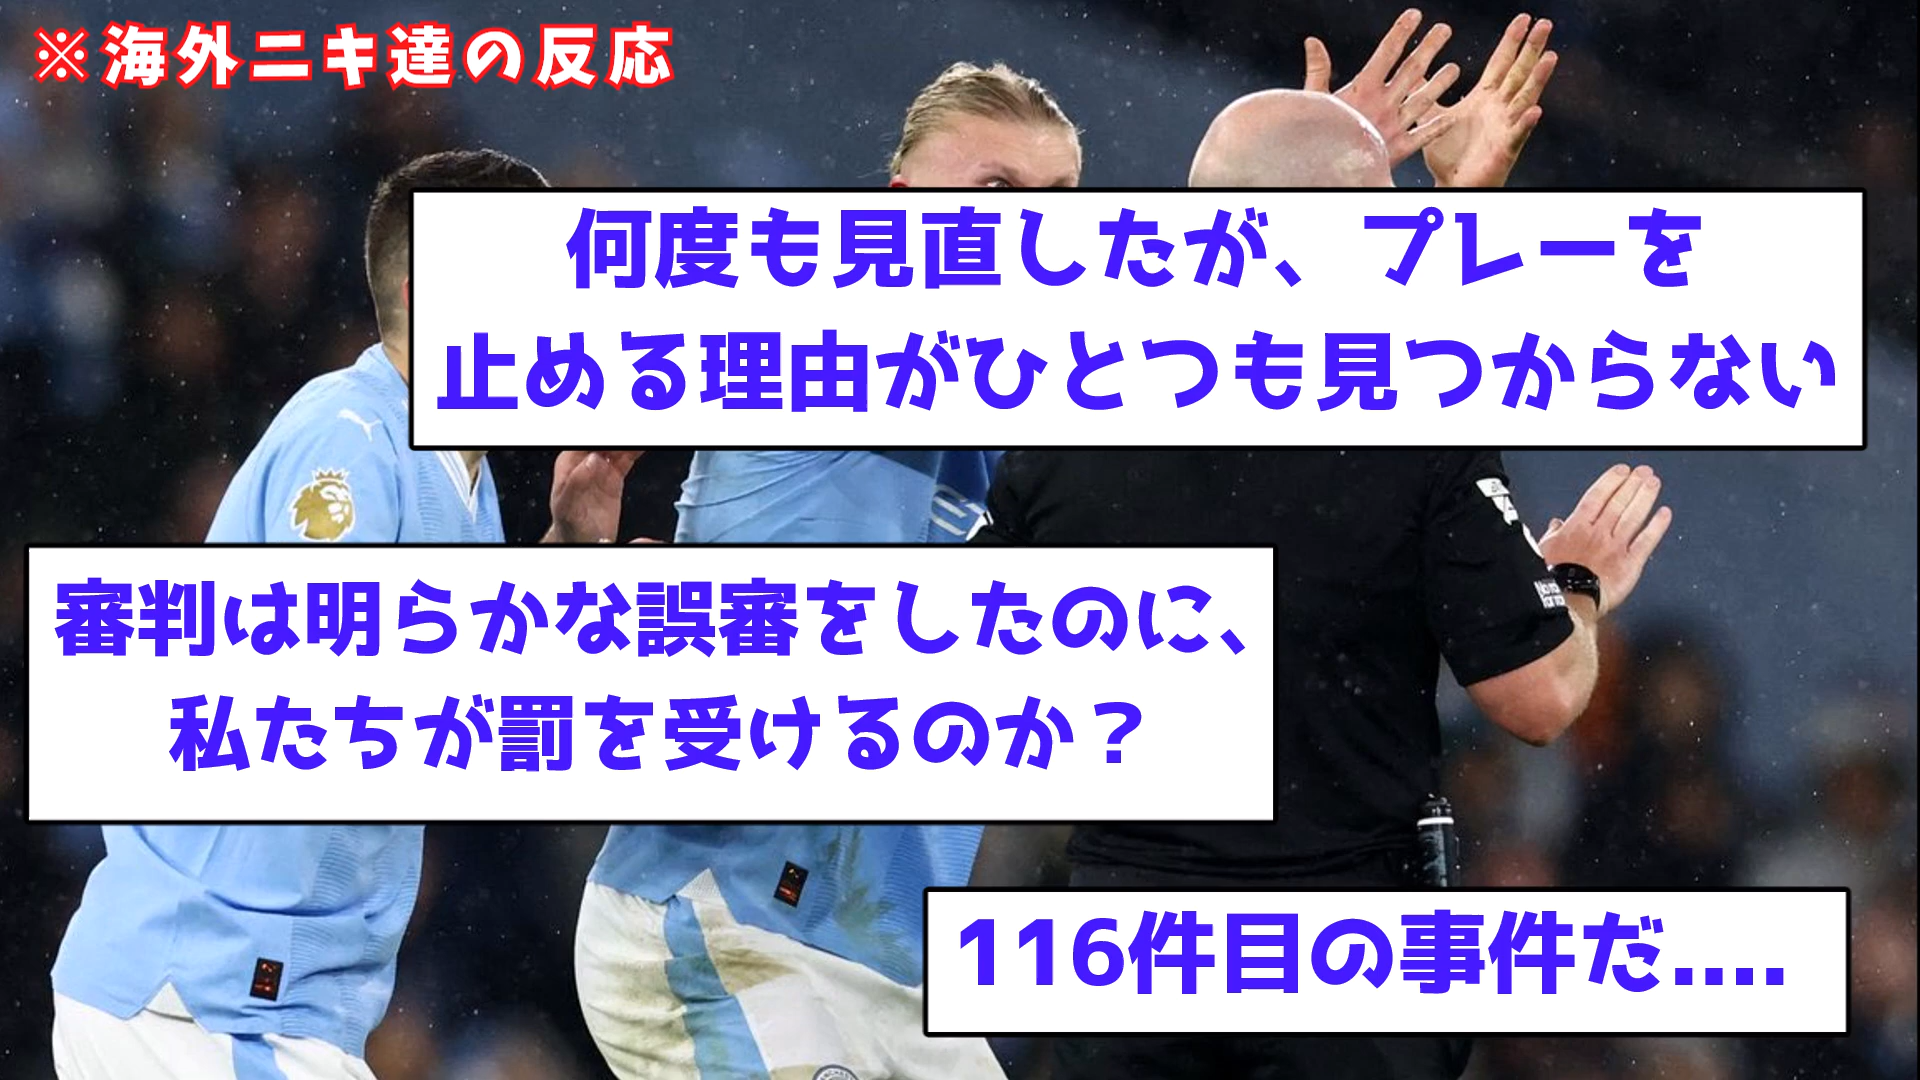 ※海外ニキ達の反応
何度も見直したが、プレーを
止める理由がひとつも見つからない
審判は明らかな誤審をしたのに、
私たちが罰を受けるのか？
116件目の事件だ....